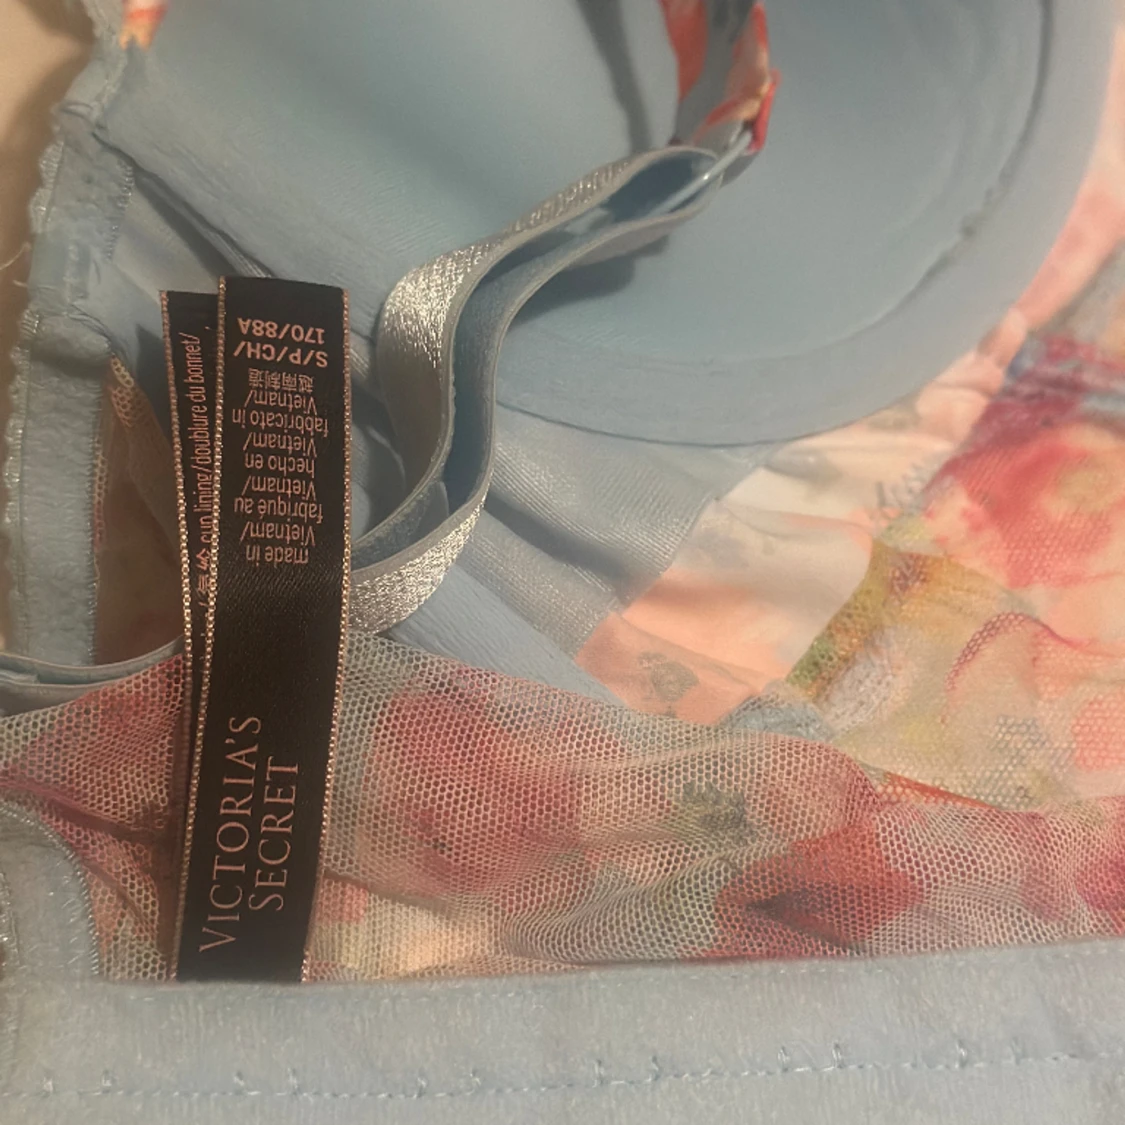 VICTORIA'S
SECRET
made in
Vietnam/
fabriqué au
Vietnam/
hecho en
Vietnam/
fabbricato in
Vietnam/
越南制造
S/P/CH/
170/88A
cup lining/doublure du bonnet/